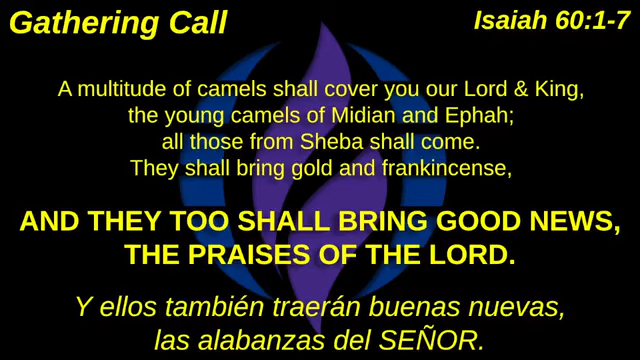 Gathering Call
Isaiah 60:1-7
A multitude of camels shall cover you our Lord & King,
the young camels of Midian and Ephah;
all those from Sheba shall come.
They shall bring gold and frankincense,
AND THEY TOO SHALL BRING GOOD NEWS,
THE PRAISES OF THE LORD.
Y ellos también traerán buenas nuevas,
las alabanzas del SEÑOR.